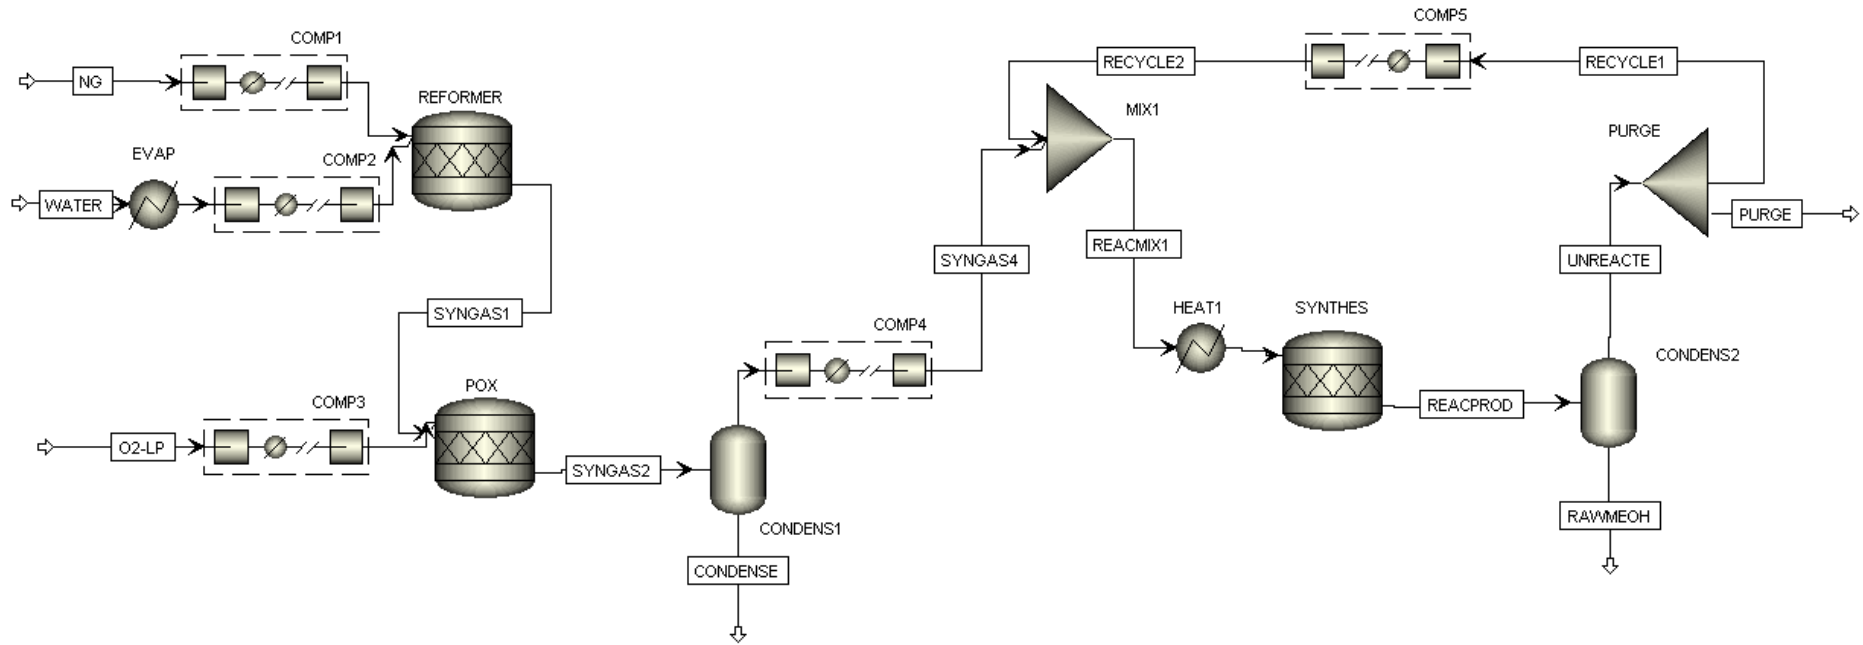 COMP5
COMP1
RECYCLE2
RECYCLE1
NG
REFORMER
MIX1
PURGE
EVAP
COMP2
WATER
PURGE
REACMIX1
SYNGAS4
UNREACTE
SYNGAS1
HEAT1
SYNTHES
COMP4
CONDENS2
POX
COMP3
REACPROD
O2-LP
SYNGAS2
RAWMEOH
CONDENS1
CONDENSE